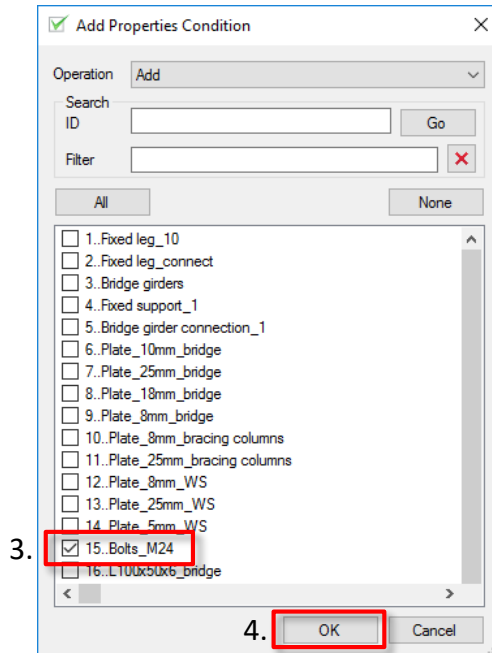 Add Properties Condition
Operation Add
Search
ID Go
Filter
All None
1..Fixed leg_10
2..Fixed leg_connect
3..Bridge girders
4..Fixed support_1
5..Bridge girder connection_1
6..Plate_10mm_bridge
7..Plate_25mm_bridge
8..Plate_18mm_bridge
9..Plate_8mm_bridge
10..Plate_8mm_bracing columns
11..Plate_25mm_bracing columns
12..Plate_8mm_WS
13..Plate_25mm_WS
14..Plate_5mm_WS
3. 15..Bolts_M24
16..L100x50x6_bridge
4. OK Cancel